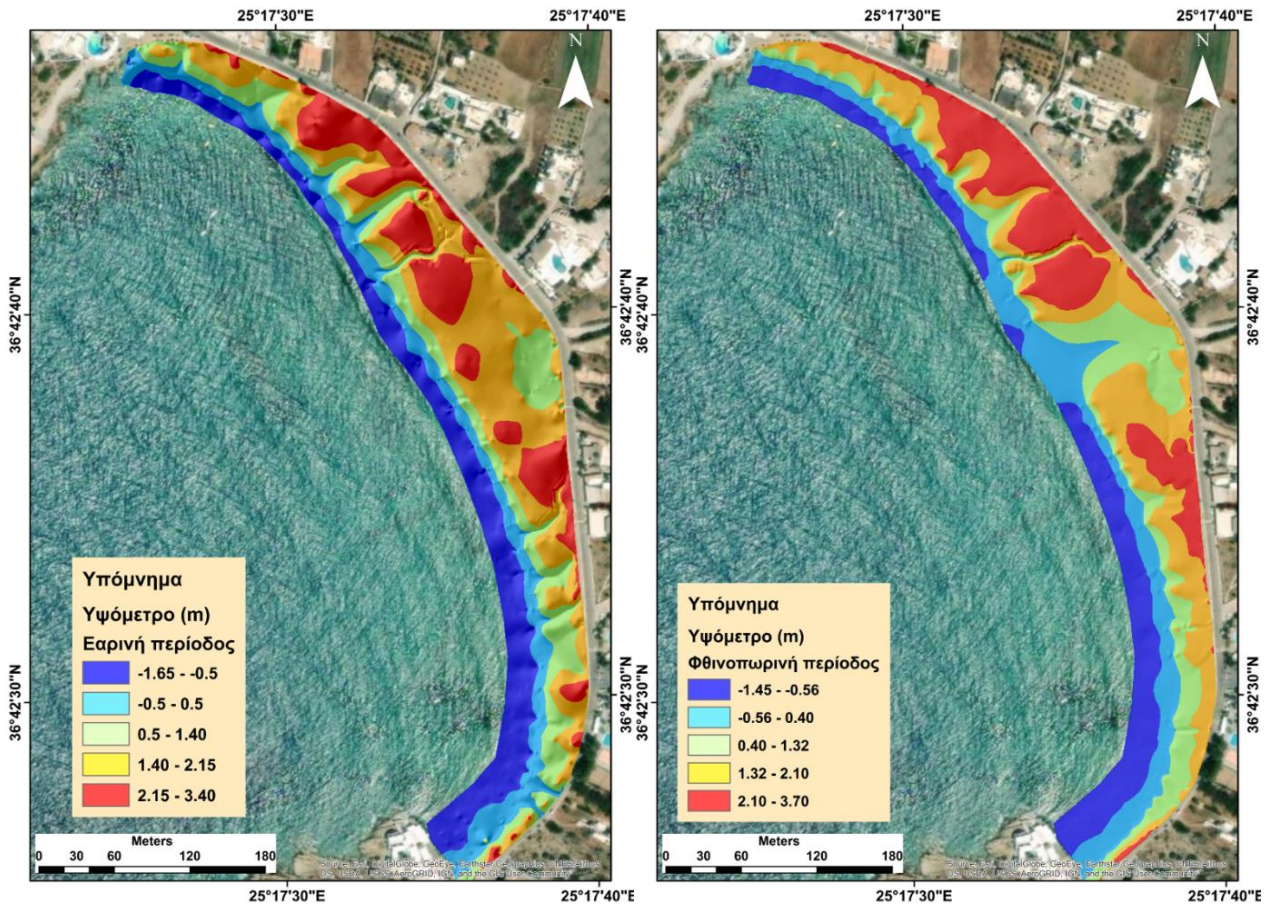 25°17'30"E 25°17'40"E
N
36°42'40"N
36°42'30"N
Υπόμνημα
Υψόμετρο (m)
Εαρινή περίοδος
-1.65 - -0.5
-0.5 - 0.5
0.5 - 1.40
1.40 - 2.15
2.15 - 3.40
Meters
0 30 60 120 180
25°17'30"E 25°17'40"E
25°17'30"E 25°17'40"E
N
36°42'40"N
36°42'30"N
36°42'40"N
36°42'30"N
Υπόμνημα
Υψόμετρο (m)
Φθινοπωρινή περίοδος
-1.45 - -0.56
-0.56 - 0.40
0.40 - 1.32
1.32 - 2.10
2.10 - 3.70
Meters
0 30 60 120 180
25°17'30"E 25°17'40"E